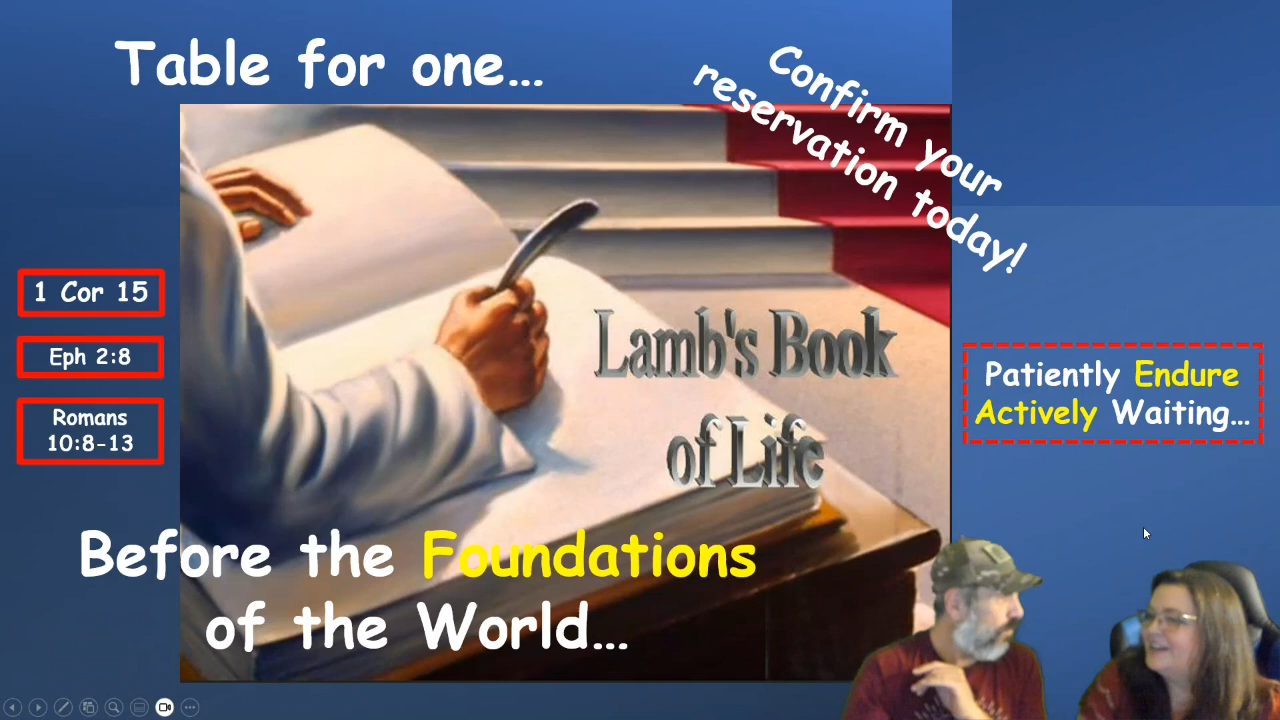 Table for one...
Confirm your
reservation today!
1 Cor 15
Eph 2:8
Romans
10:8-13
Lamb's Book
of Life
Patiently Endure
Actively Waiting...
Before the Foundations
of the World...